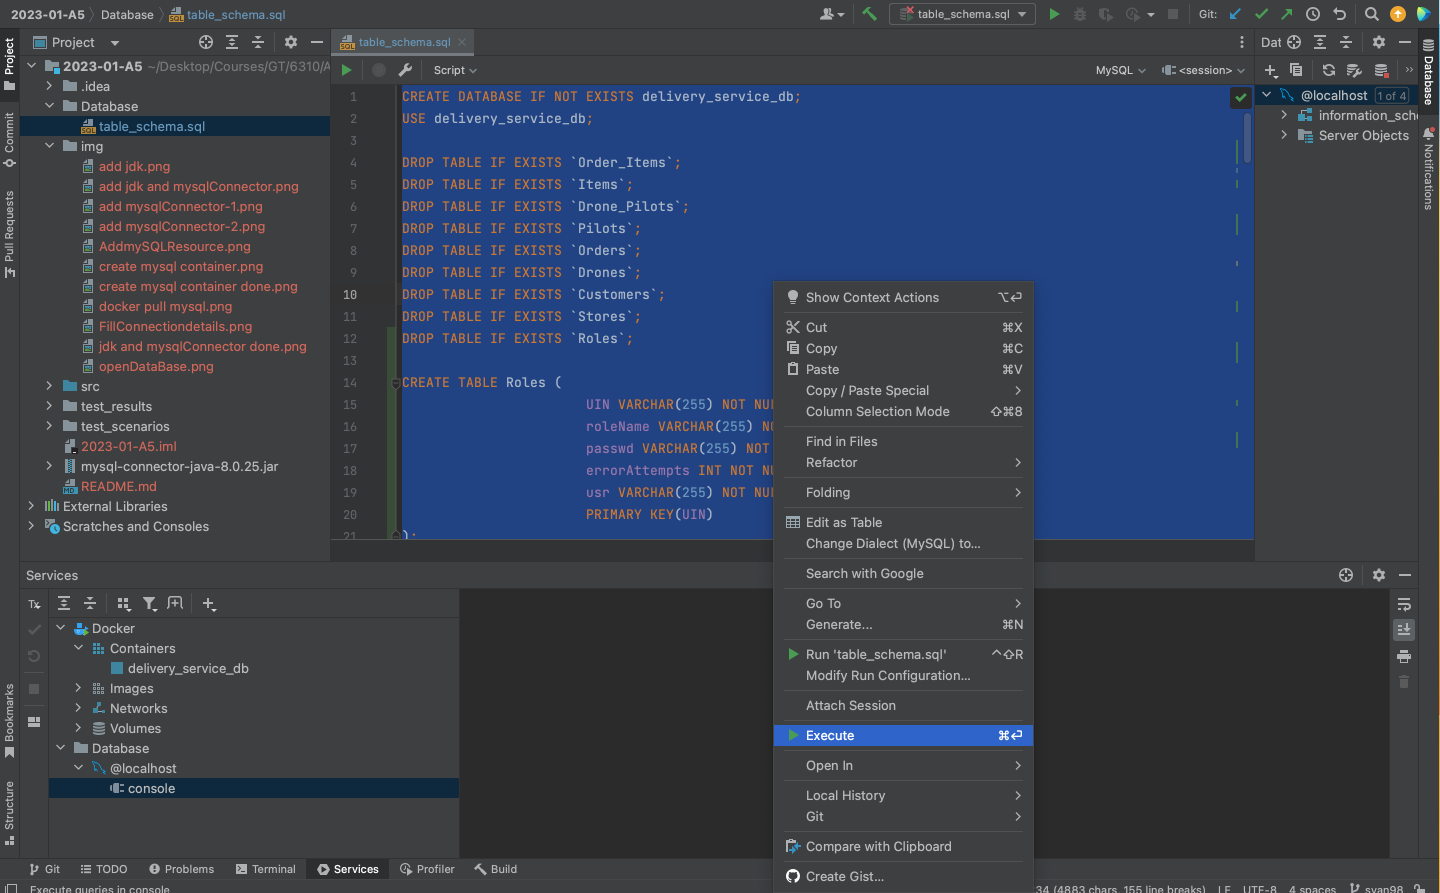 2023-01-A5
Database
table_schema.sql
table_schema.sql
Git:
Project
table_schema.sql
Dat
Project
Commit
Pull Requests
Bookmarks
Structure
2023-01-A5 ~/Desktop/Courses/GT/6310/A
.idea
Database
table_schema.sql
img
add jdk.png
add jdk and mysqlConnector.png
add mysqlConnector-1.png
add mysqlConnector-2.png
AddmySQLResource.png
create mysql container.png
create mysql container done.png
docker pull mysql.png
FillConnectiondetails.png
jdk and mysqlConnector done.png
openDataBase.png
src
test_results
test_scenarios
2023-01-A5.iml
mysql-connector-java-8.0.25.jar
README.md
External Libraries
Scratches and Consoles
Script
MySQL
<session>
1 CREATE DATABASE IF NOT EXISTS delivery_service_db;
2 USE delivery_service_db;
3
4 DROP TABLE IF EXISTS `Order_Items`;
5 DROP TABLE IF EXISTS `Items`;
6 DROP TABLE IF EXISTS `Drone_Pilots`;
7 DROP TABLE IF EXISTS `Pilots`;
8 DROP TABLE IF EXISTS `Orders`;
9 DROP TABLE IF EXISTS `Drones`;
10 DROP TABLE IF EXISTS `Customers`;
11 DROP TABLE IF EXISTS `Stores`;
12 DROP TABLE IF EXISTS `Roles`;
13
14 CREATE TABLE Roles (
15 UIN VARCHAR(255) NOT NUL
16 roleName VARCHAR(255) NO
17 passwd VARCHAR(255) NOT
18 errorAttempts INT NOT NU
19 usr VARCHAR(255) NOT NUL
20 PRIMARY KEY(UIN)
21 );
@localhost 1 of 4
information_sche
Server Objects
Database
Notifications
Show Context Actions ⌥⏎
Cut ⌘X
Copy ⌘C
Paste ⌘V
Copy / Paste Special
Column Selection Mode ⇧⌘8
Find in Files
Refactor
Folding
Edit as Table
Change Dialect (MySQL) to...
Search with Google
Go To
Generate... ⌘N
Run 'table_schema.sql' ^⇧R
Modify Run Configuration...
Attach Session
Execute ⌘⏎
Open In
Local History
Git
Compare with Clipboard
Create Gist...
Services
Tx
Docker
Containers
delivery_service_db
Images
Networks
Volumes
Database
@localhost
console
Git
TODO
Problems
Terminal
Services
Profiler
Build
Execute queries in console
34 (4883 chars, 155 line breaks)
LF
UTF-8
4 spaces
syan98